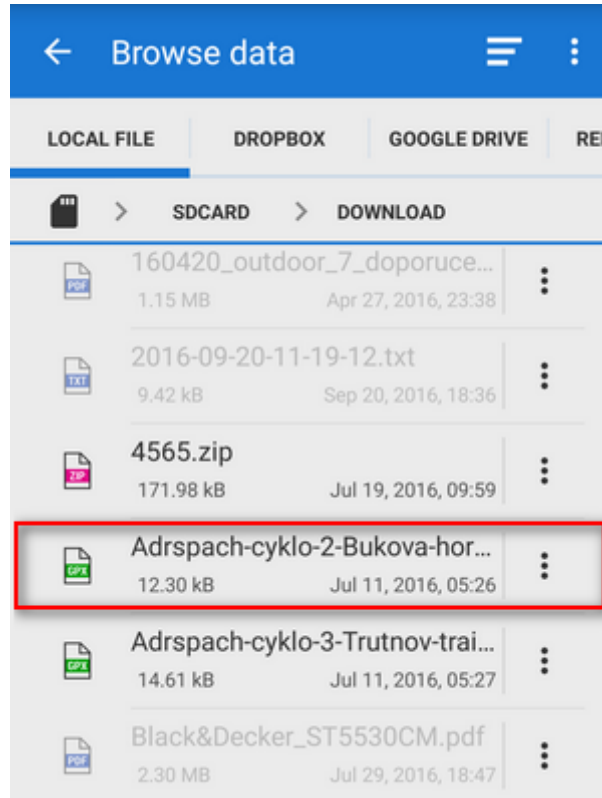 Browse data
LOCAL FILE DROPBOX GOOGLE DRIVE
SDCARD DOWNLOAD
160420_outdoor_7_doporuce...
PDF
1.15 MB Apr 27, 2016, 23:38
2016-09-20-11-19-12.txt
TXT
9.42 kB Sep 20, 2016, 18:36
4565.zip
ZIP
171.98 kB Jul 19, 2016, 09:59
Adrspach-cyklo-2-Bukova-hor...
GPX
12.30 kB Jul 11, 2016, 05:26
Adrspach-cyklo-3-Trutnov-trai...
GPX
14.61 kB Jul 11, 2016, 05:27
Black&Decker_ST5530CM.pdf
PDF
2.30 MB Jul 29, 2016, 18:47